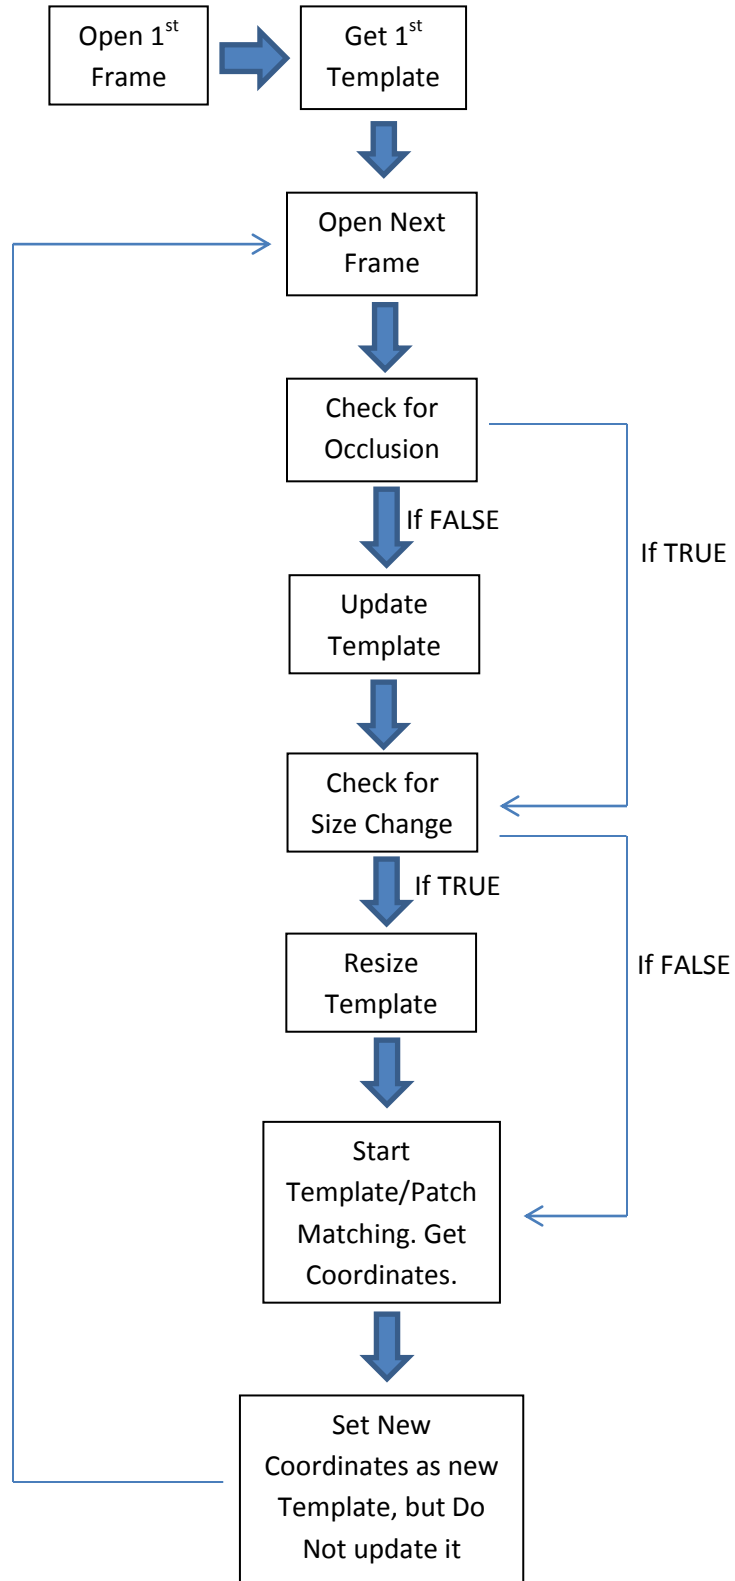 Open 1st
Frame
Get 1st
Template
Open Next
Frame
Check for
Occlusion
If FALSE
If TRUE
Update
Template
Check for
Size Change
If TRUE
If FALSE
Resize
Template
Start
Template/Patch
Matching. Get
Coordinates.
Set New
Coordinates as new
Template, but Do
Not update it